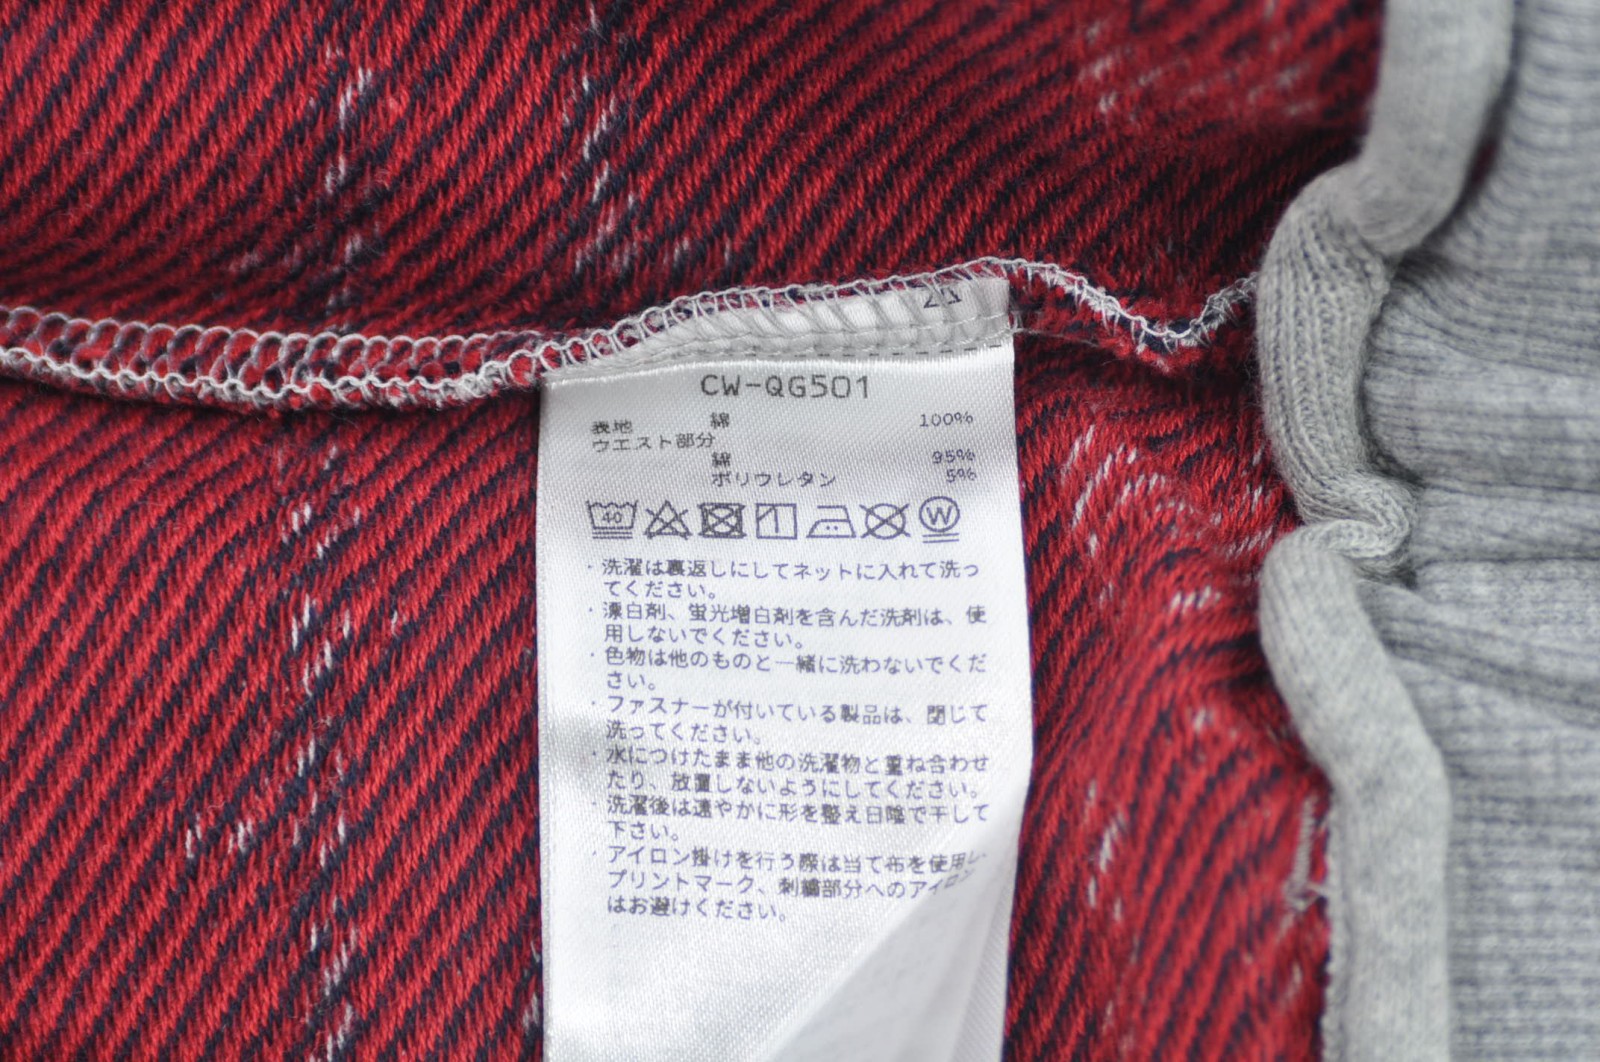 CW-QG501
表地 綿 100%
ウエスト部分
綿 95%
ポリウレタン 5%
40 W
・洗濯は裏返しにしてネットに入れて洗っ
てください。
・漂白剤、蛍光増白剤を含んだ洗剤は、使
用しないでください。
・色物は他のものと一緒に洗わないでくだ
さい。
・ファスナーが付いている製品は、閉じて
洗ってください。
・水につけたまま他の洗濯物と重ね合わせ
たり、放置しないようにしてください。
・洗濯後は速やかに形を整え日陰で干して
下さい。
・アイロン掛けを行う際は当て布を使用し
プリントマーク、刺繍部分へのアイロン
はお避けください。